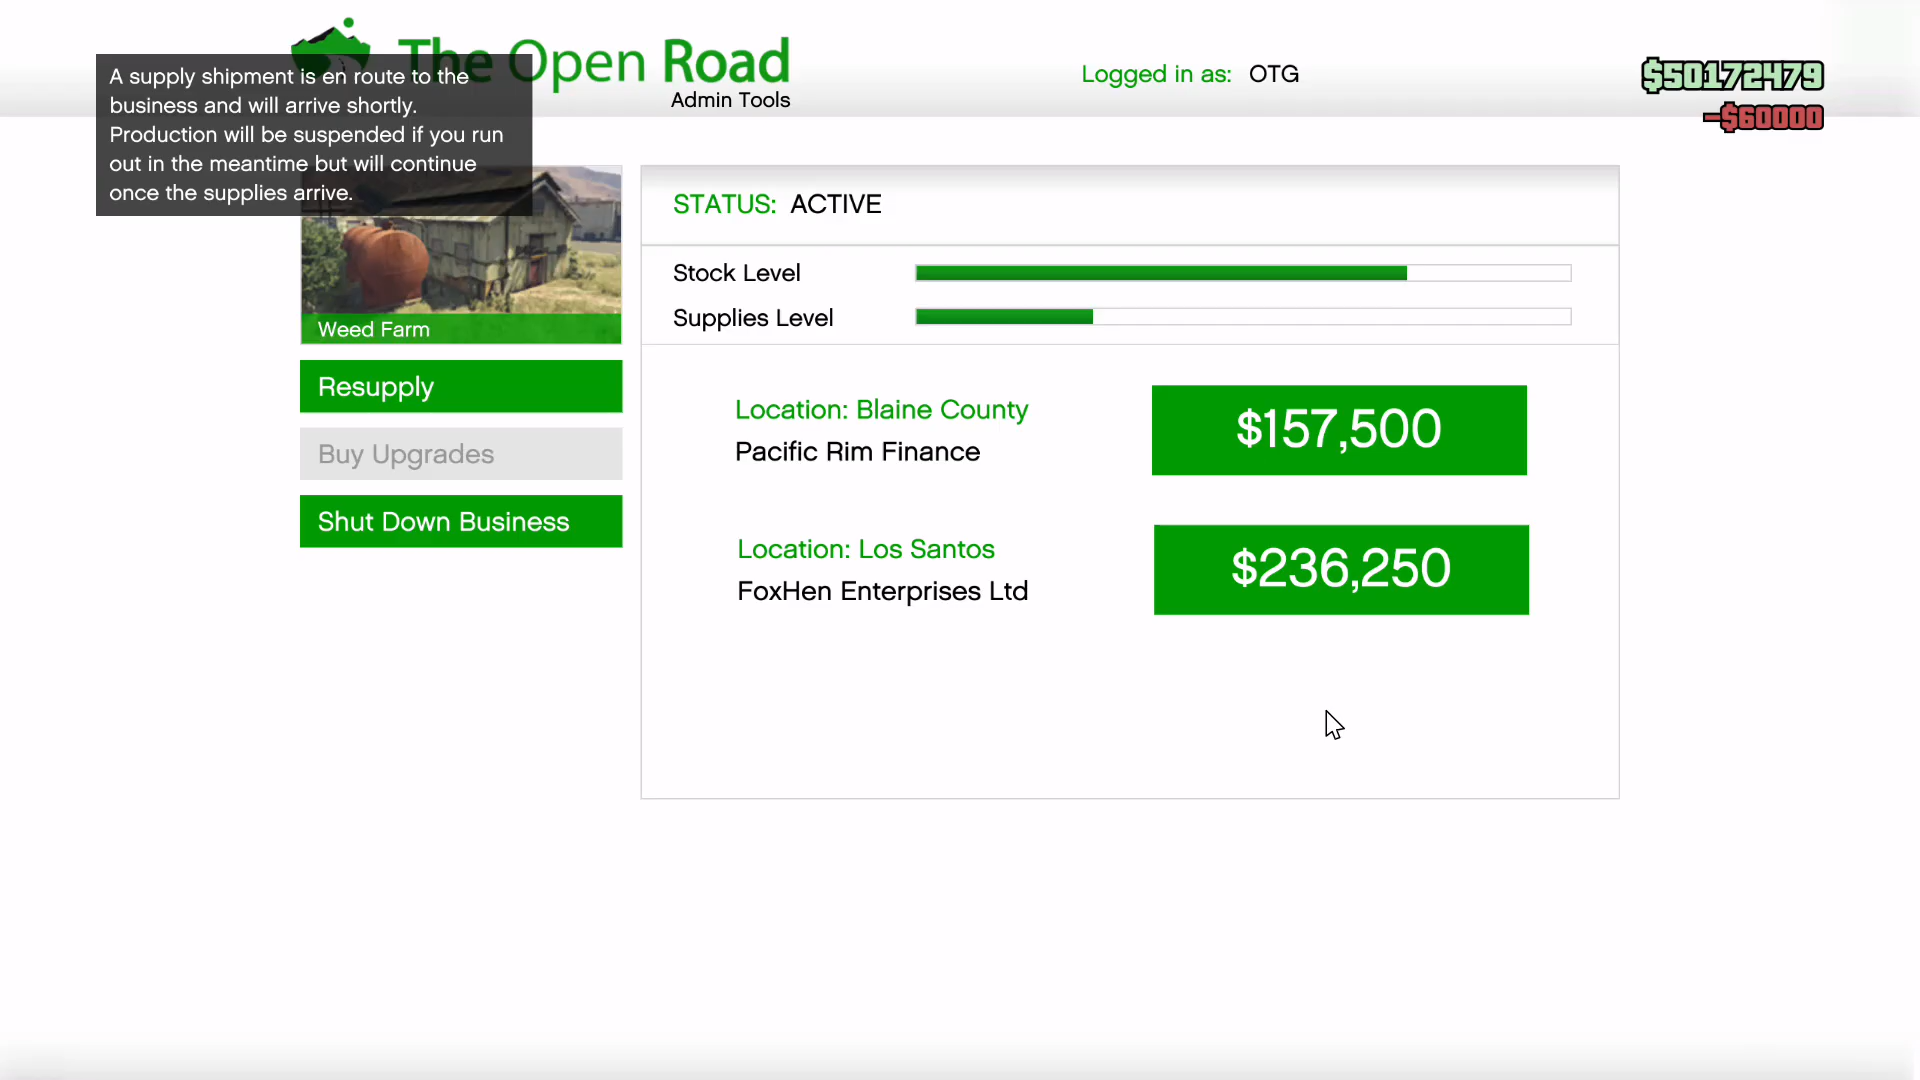 The Open Road
Admin Tools
Logged in as: OTG
$50172479
-$60000
A supply shipment is en route to the
business and will arrive shortly.
Production will be suspended if you run
out in the meantime but will continue
once the supplies arrive.
Weed Farm
Resupply
Buy Upgrades
Shut Down Business
STATUS: ACTIVE
Stock Level
Supplies Level
Location: Blaine County
Pacific Rim Finance
$157,500
Location: Los Santos
FoxHen Enterprises Ltd
$236,250